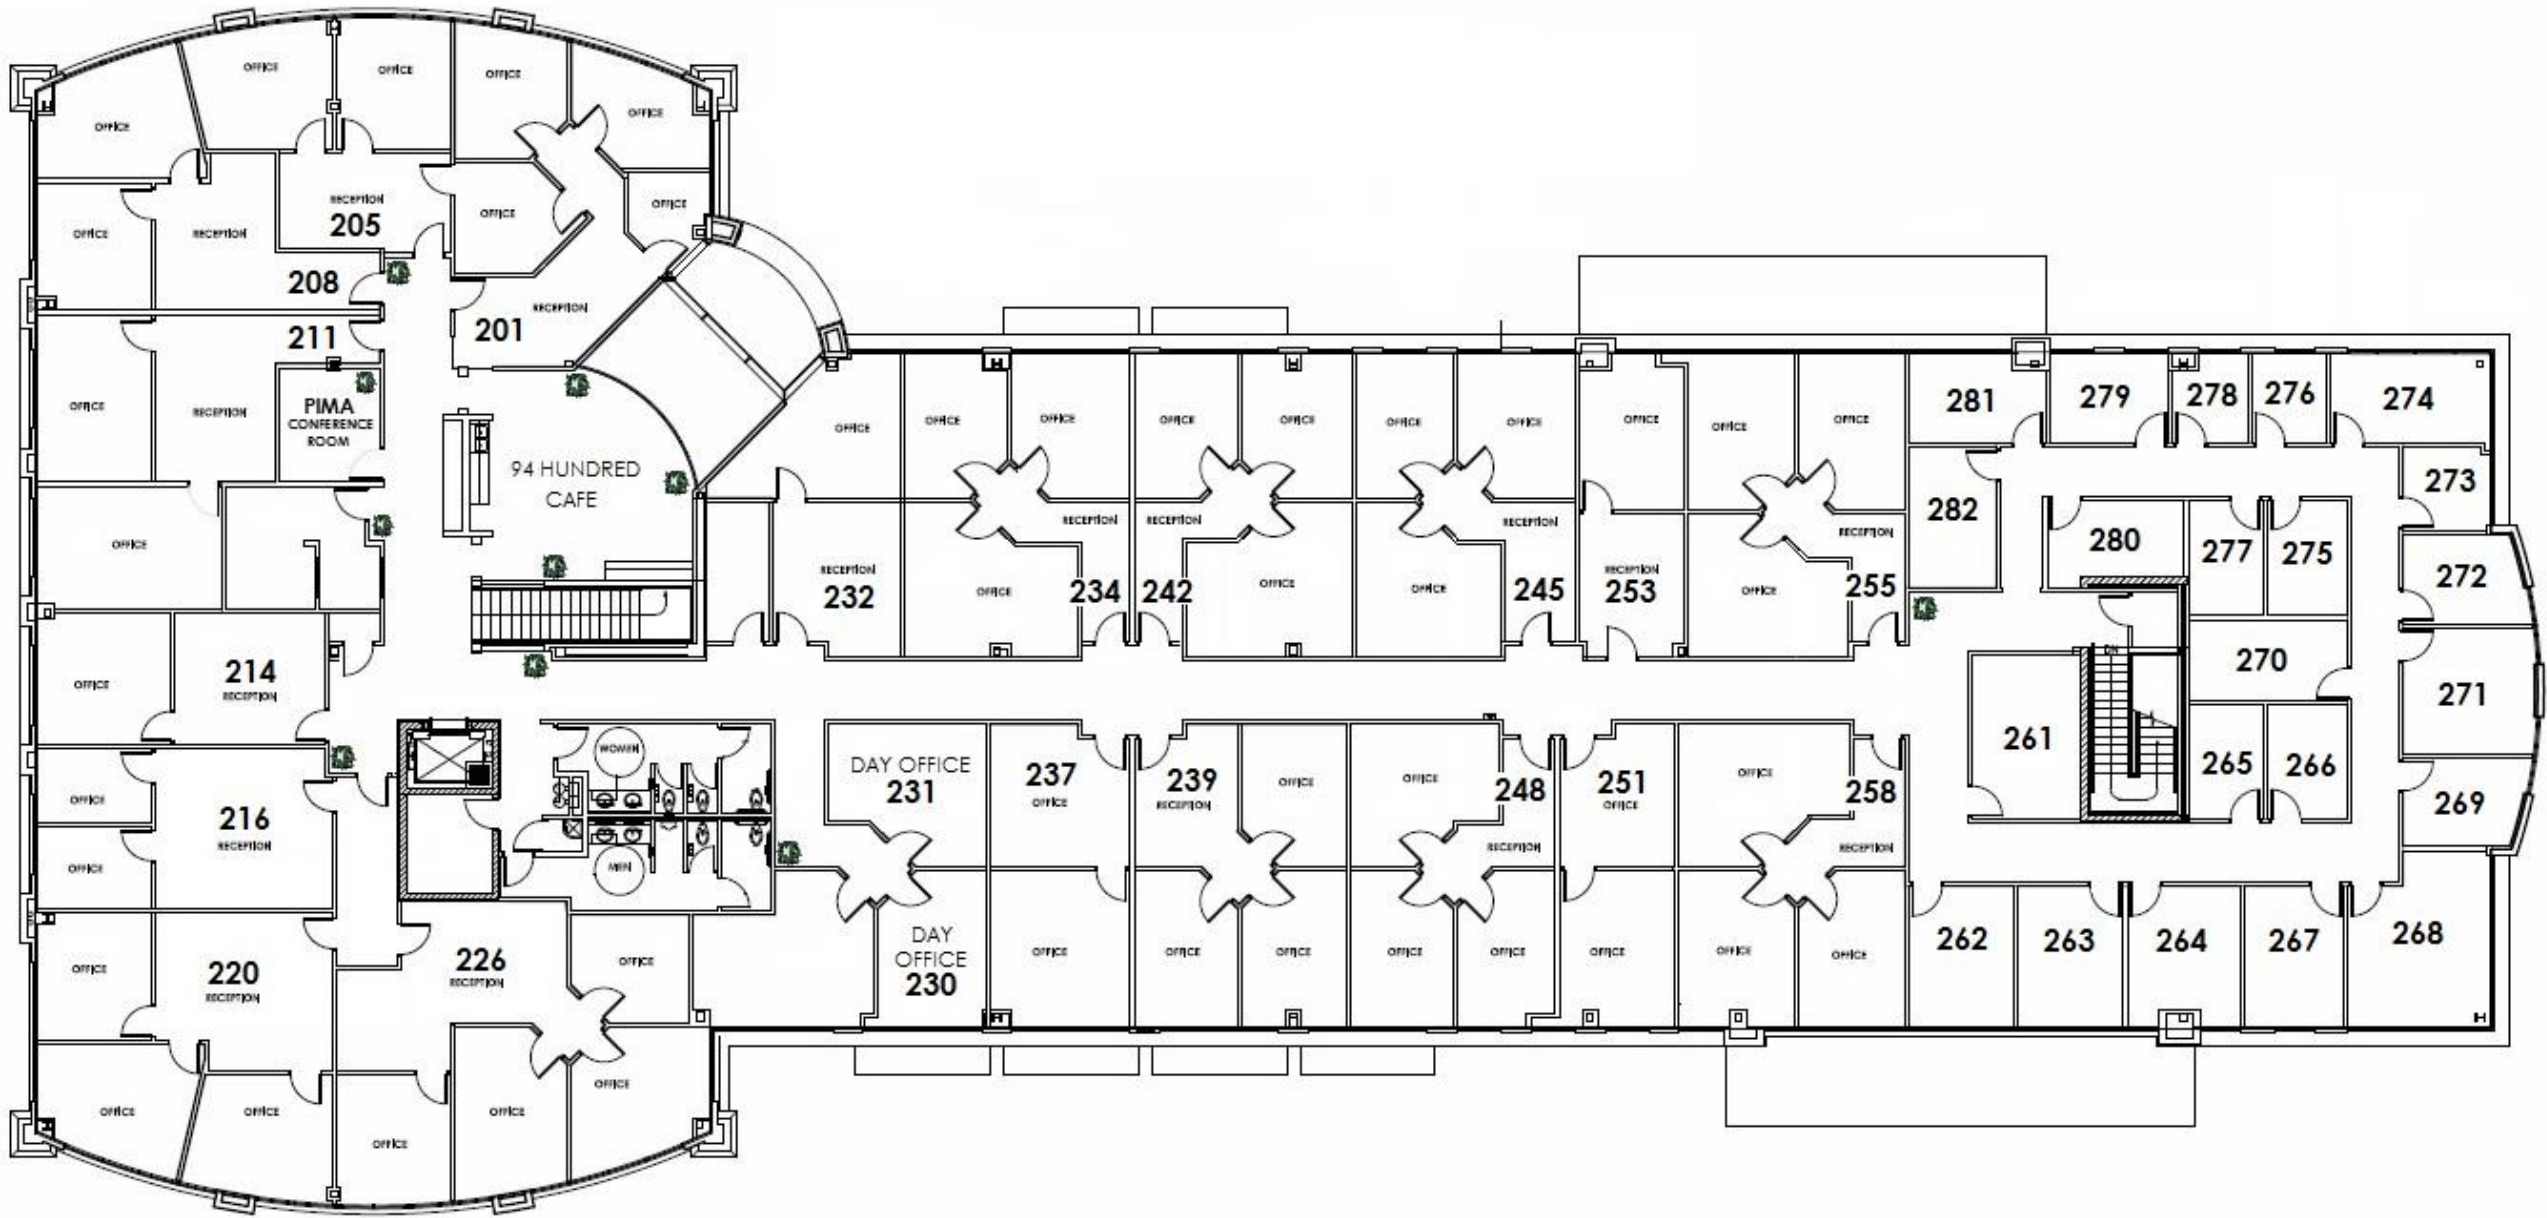 OFFICE
OFFICE
OFFICE
OFFICE
OFFICE
OFFICE
RECEPTION
RECEPTION
205
OFFICE
OFFICE
208
211
201
RECEPTION
OFFICE
RECEPTION
PIMA
CONFERENCE
ROOM
94 HUNDRED
CAFE
OFFICE
OFFICE
214
RECEPTION
OFFICE
216
RECEPTION
OFFICE
OFFICE
220
RECEPTION
226
RECEPTION
OFFICE
OFFICE
OFFICE
OFFICE
OFFICE
OFFICE
WOMEN
MEN
OFFICE
OFFICE
OFFICE
OFFICE
OFFICE
OFFICE
OFFICE
OFFICE
OFFICE
OFFICE
RECEPTION
RECEPTION
RECEPTION
RECEPTION
RECEPTION
232
OFFICE
234
242
OFFICE
OFFICE
245
RECEPTION
253
OFFICE
255
DAY OFFICE
231
237
OFFICE
239
RECEPTION
OFFICE
OFFICE
248
RECEPTION
251
OFFICE
OFFICE
258
RECEPTION
DAY
OFFICE
230
OFFICE
OFFICE
OFFICE
OFFICE
OFFICE
OFFICE
OFFICE
OFFICE
281
279
278
276
274
282
280
277
275
273
272
270
271
DN
261
265
266
269
262
263
264
267
268